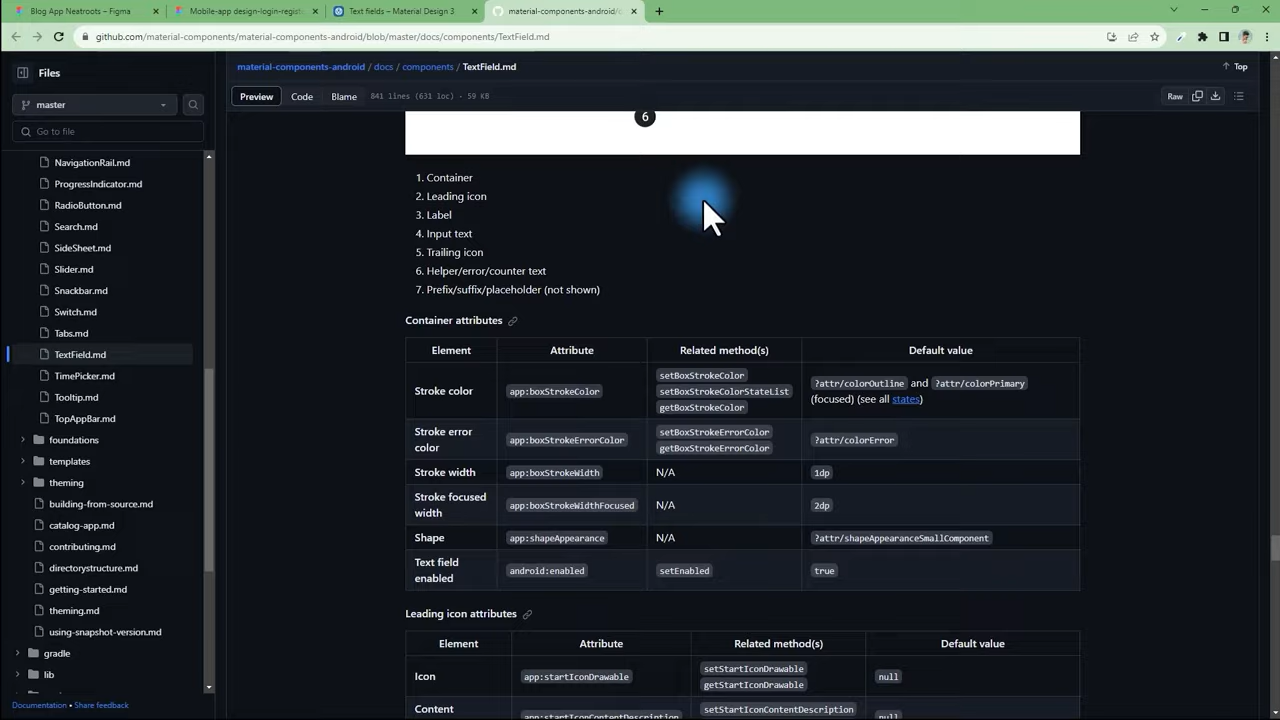 Blog App Neatroots – Figma
Mobile-app design-login-regist
Text fields – Material Design 3
material-components-android/
github.com/material-components/material-components-android/blob/master/docs/components/TextField.md
Files
master
Go to file
NavigationRail.md
ProgressIndicator.md
RadioButton.md
Search.md
SideSheet.md
Slider.md
Snackbar.md
Switch.md
Tabs.md
TextField.md
TimePicker.md
Tooltip.md
TopAppBar.md
foundations
templates
theming
building-from-source.md
catalog-app.md
contributing.md
directorystructure.md
getting-started.md
theming.md
using-snapshot-version.md
gradle
lib
Documentation • Share feedback
material-components-android / docs / components / TextField.md
Top
Preview Code Blame 841 lines (631 loc) · 59 KB
Raw
6
1. Container
2. Leading icon
3. Label
4. Input text
5. Trailing icon
6. Helper/error/counter text
7. Prefix/suffix/placeholder (not shown)
Container attributes
Element Attribute Related method(s) Default value
Stroke color app:boxStrokeColor setBoxStrokeColor
setBoxStrokeColorStateList
getBoxStrokeColor
?attr/colorOutline and ?attr/colorPrimary
(focused) (see all states)
Stroke error
color
app:boxStrokeErrorColor
setBoxStrokeErrorColor
getBoxStrokeErrorColor
?attr/colorError
Stroke width app:boxStrokeWidth N/A 1dp
Stroke focused
width
app:boxStrokeWidthFocused N/A 2dp
Shape app:shapeAppearance N/A ?attr/shapeAppearanceSmallComponent
Text field
enabled
android:enabled setEnabled true
Leading icon attributes
Element Attribute Related method(s) Default value
Icon app:startIconDrawable setStartIconDrawable
getStartIconDrawable
null
Content app:startIconContentDescription setStartIconContentDescription
null